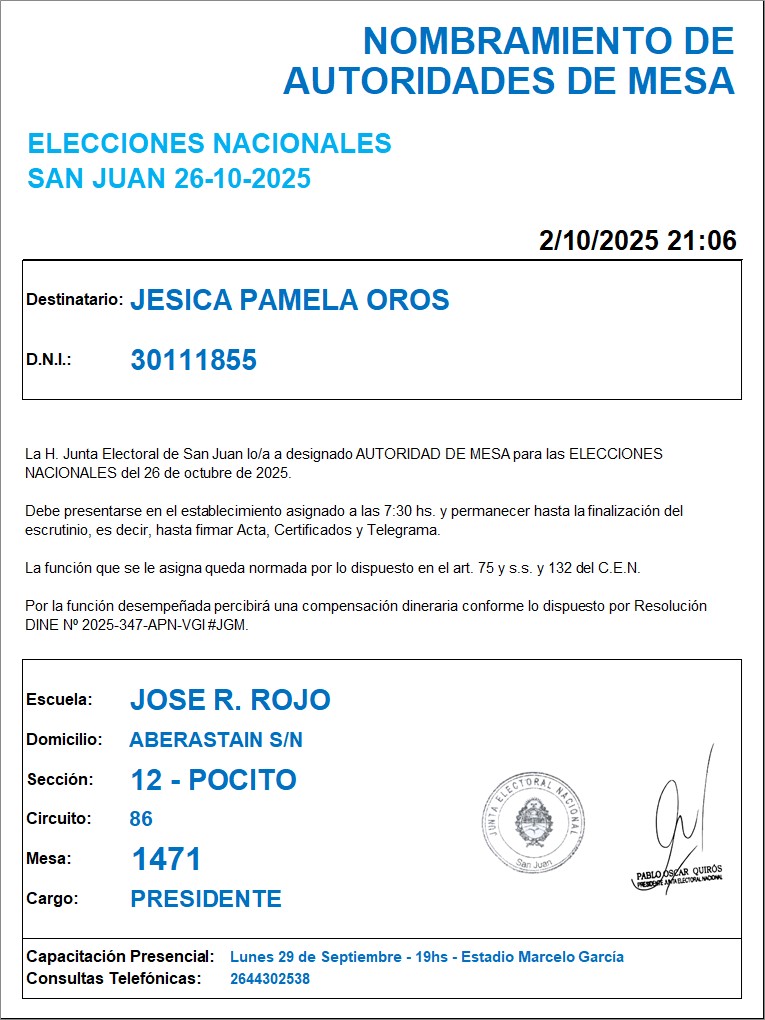 NOMBRAMIENTO DE
AUTORIDADES DE MESA
ELECCIONES NACIONALES
SAN JUAN 26-10-2025
2/10/2025 21:06
Destinatario: JESICA PAMELA OROS
D.N.I.: 30111855
La H. Junta Electoral de San Juan lo/a a designado AUTORIDAD DE MESA para las ELECCIONES
NACIONALES del 26 de octubre de 2025.
Debe presentarse en el establecimiento asignado a las 7:30 hs. y permanecer hasta la finalización del
escrutinio, es decir, hasta firmar Acta, Certificados y Telegrama.
La función que se le asigna queda normada por lo dispuesto en el art. 75 y s.s. y 132 del C.E.N.
Por la función desempeñada percibirá una compensación dineraria conforme lo dispuesto por Resolución
DINE Nº 2025-347-APN-VGI#JGM.
Escuela: JOSE R. ROJO
Domicilio: ABERASTAIN S/N
Sección: 12 - POCITO
Circuito: 86
Mesa: 1471
Cargo: PRESIDENTE
JUNTA ELECTORAL NACIONAL
San Juan
PABLO OSCAR QUIRÓS
PRESIDENTE JUNTA ELECTORAL NACIONAL
Capacitación Presencial: Lunes 29 de Septiembre - 19hs - Estadio Marcelo García
Consultas Telefónicas: 2644302538